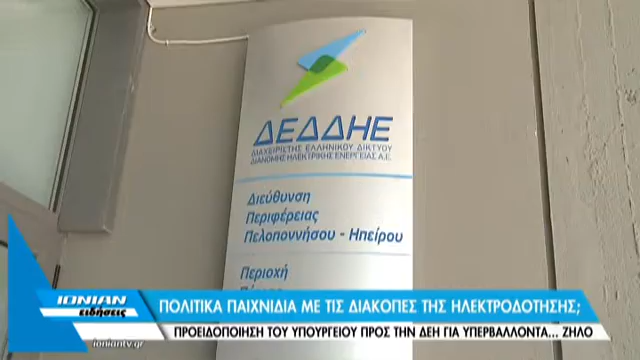 ΔΕΔΔΗΕ
ΔΙΑΧΕΙΡΙΣΤΗΣ ΕΛΛΗΝΙΚΟΥ ΔΙΚΤΥΟΥ
ΔΙΑΝΟΜΗΣ ΗΛΕΚΤΡΙΚΗΣ ΕΝΕΡΓΕΙΑΣ Α.Ε.
Διεύθυνση
Περιφέρειας
Πελοποννήσου - Ηπείρου
Περιοχή
IONIAN
ειδήσεις
ΠΟΛΙΤΙΚΑ ΠΑΙΧΝΙΔΙΑ ΜΕ ΤΙΣ ΔΙΑΚΟΠΕΣ ΤΗΣ ΗΛΕΚΤΡΟΔΟΤΗΣΗΣ;
ΠΡΟΕΙΔΟΠΟΙΗΣΗ ΤΟΥ ΥΠΟΥΡΓΕΙΟΥ ΠΡΟΣ ΤΗΝ ΔΕΗ ΓΙΑ ΥΠΕΡΒΑΛΛΟΝΤΑ... ΖΗΛΟ
ioniantv.gr